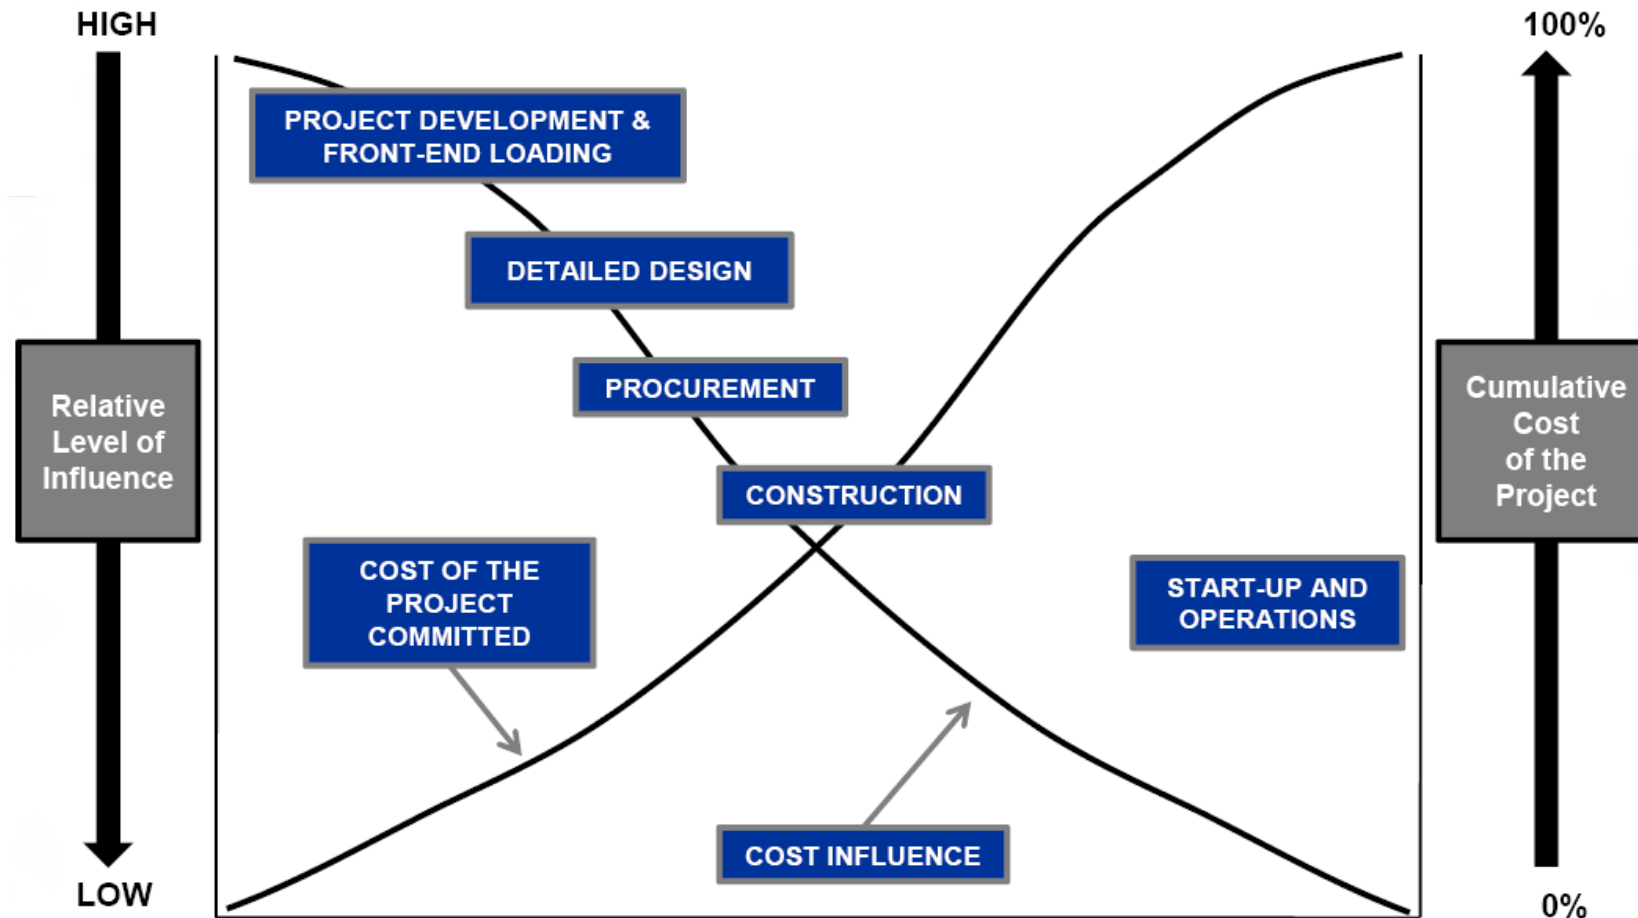 HIGH
100%
PROJECT DEVELOPMENT &
FRONT-END LOADING
DETAILED DESIGN
PROCUREMENT
Relative
Level of
Influence
Cumulative
Cost
of the
Project
CONSTRUCTION
COST OF THE
PROJECT
COMMITTED
START-UP AND
OPERATIONS
COST INFLUENCE
LOW
0%